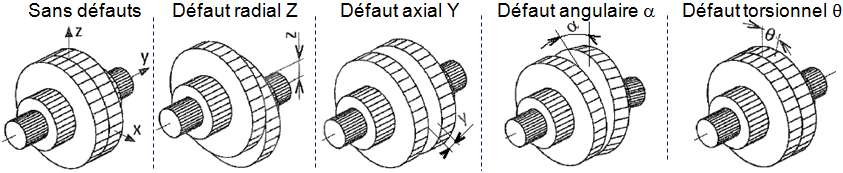 Sans défauts
Défaut radial Z
Défaut axial Y
Défaut angulaire α
Défaut torsionnel θ
z
y
x
z
y
α
θ